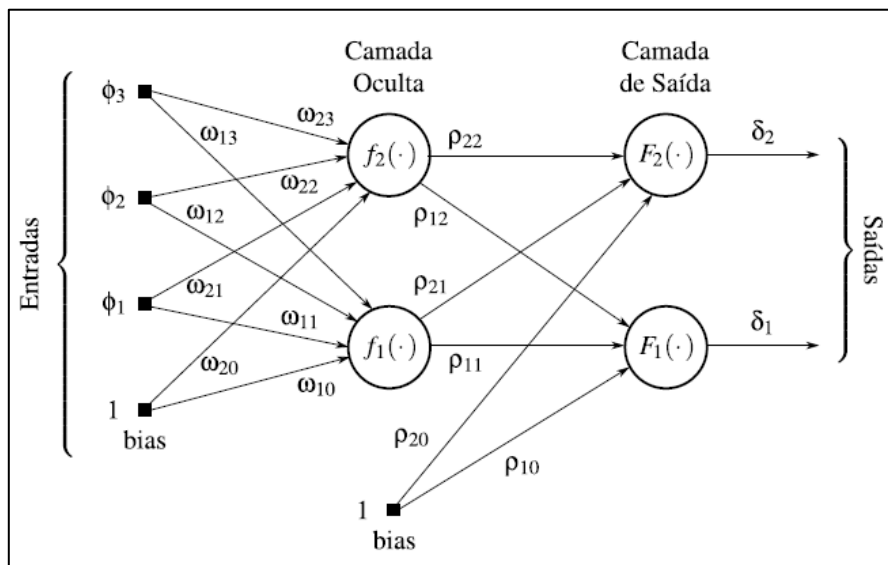 Camada
Oculta
Camada
de Saída
Entradas
ϕ₃
ω₂₃
ω₁₃
ϕ₂
ω₂₂
ω₁₂
ϕ₁
ω₂₁
ω₁₁
ω₂₀
ω₁₀
1
bias
f₂(·)
f₁(·)
ρ₂₂
ρ₁₂
ρ₂₁
ρ₁₁
ρ₂₀
ρ₁₀
1
bias
F₂(·)
F₁(·)
δ₂
δ₁
Saídas